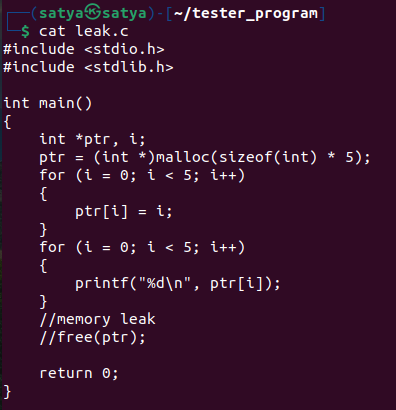 ┌──(satya㉿satya)-[~/tester_program]
└─$ cat leak.c
#include <stdio.h>
#include <stdlib.h>

int main()
{
    int *ptr, i;
    ptr = (int *)malloc(sizeof(int) * 5);
    for (i = 0; i < 5; i++)
    {
        ptr[i] = i;
    }
    for (i = 0; i < 5; i++)
    {
        printf("%d\n", ptr[i]);
    }
    //memory leak
    //free(ptr);

    return 0;
}